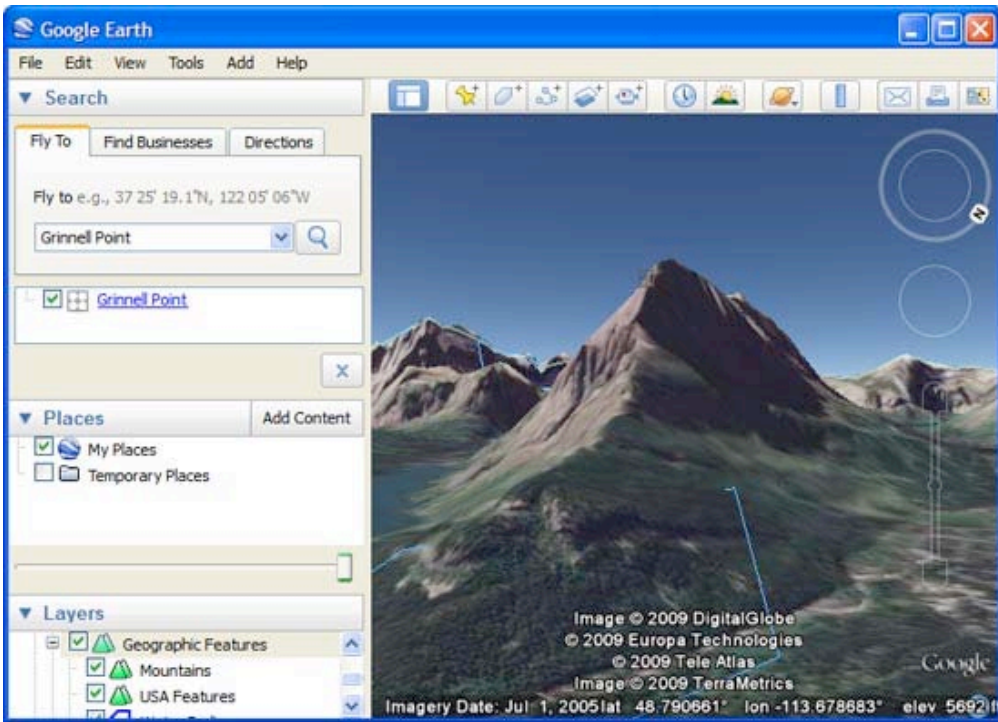 Google Earth
File Edit View Tools Add Help
Search
Fly To Find Businesses Directions
Fly to e.g., 37 25' 19.1"N, 122 05' 06"W
Grinnell Point
Grinnell Point
Places Add Content
My Places
Temporary Places
Layers
Geographic Features
Mountains
USA Features
N
Image © 2009 DigitalGlobe
© 2009 Europa Technologies
© 2009 Tele Atlas
Image © 2009 TerraMetrics
Google
Imagery Date: Jul 1, 2005 lat 48.790661° lon -113.678683° elev 5692 ft